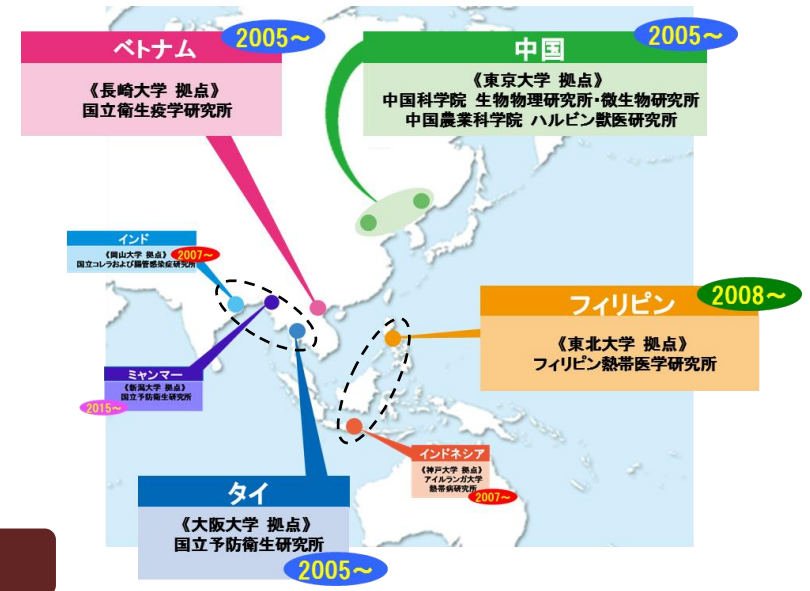 ベトナム
2005～
《長崎大学 拠点》
国立衛生疫学研究所
中国
2005～
《東京大学 拠点》
中国科学院 生物物理研究所・微生物研究所
中国農業科学院 ハルビン獣医研究所
インド
《岡山大学 拠点》
2007～
国立コレラおよび腸管感染症研究所
フィリピン
2008～
《東北大学 拠点》
フィリピン熱帯医学研究所
ミャンマー
《新潟大学 拠点》
国立予防衛生研究所
2015～
インドネシア
《神戸大学 拠点》
アイルランガ大学
熱帯病研究所
2007～
タイ
《大阪大学 拠点》
国立予防衛生研究所
2005～